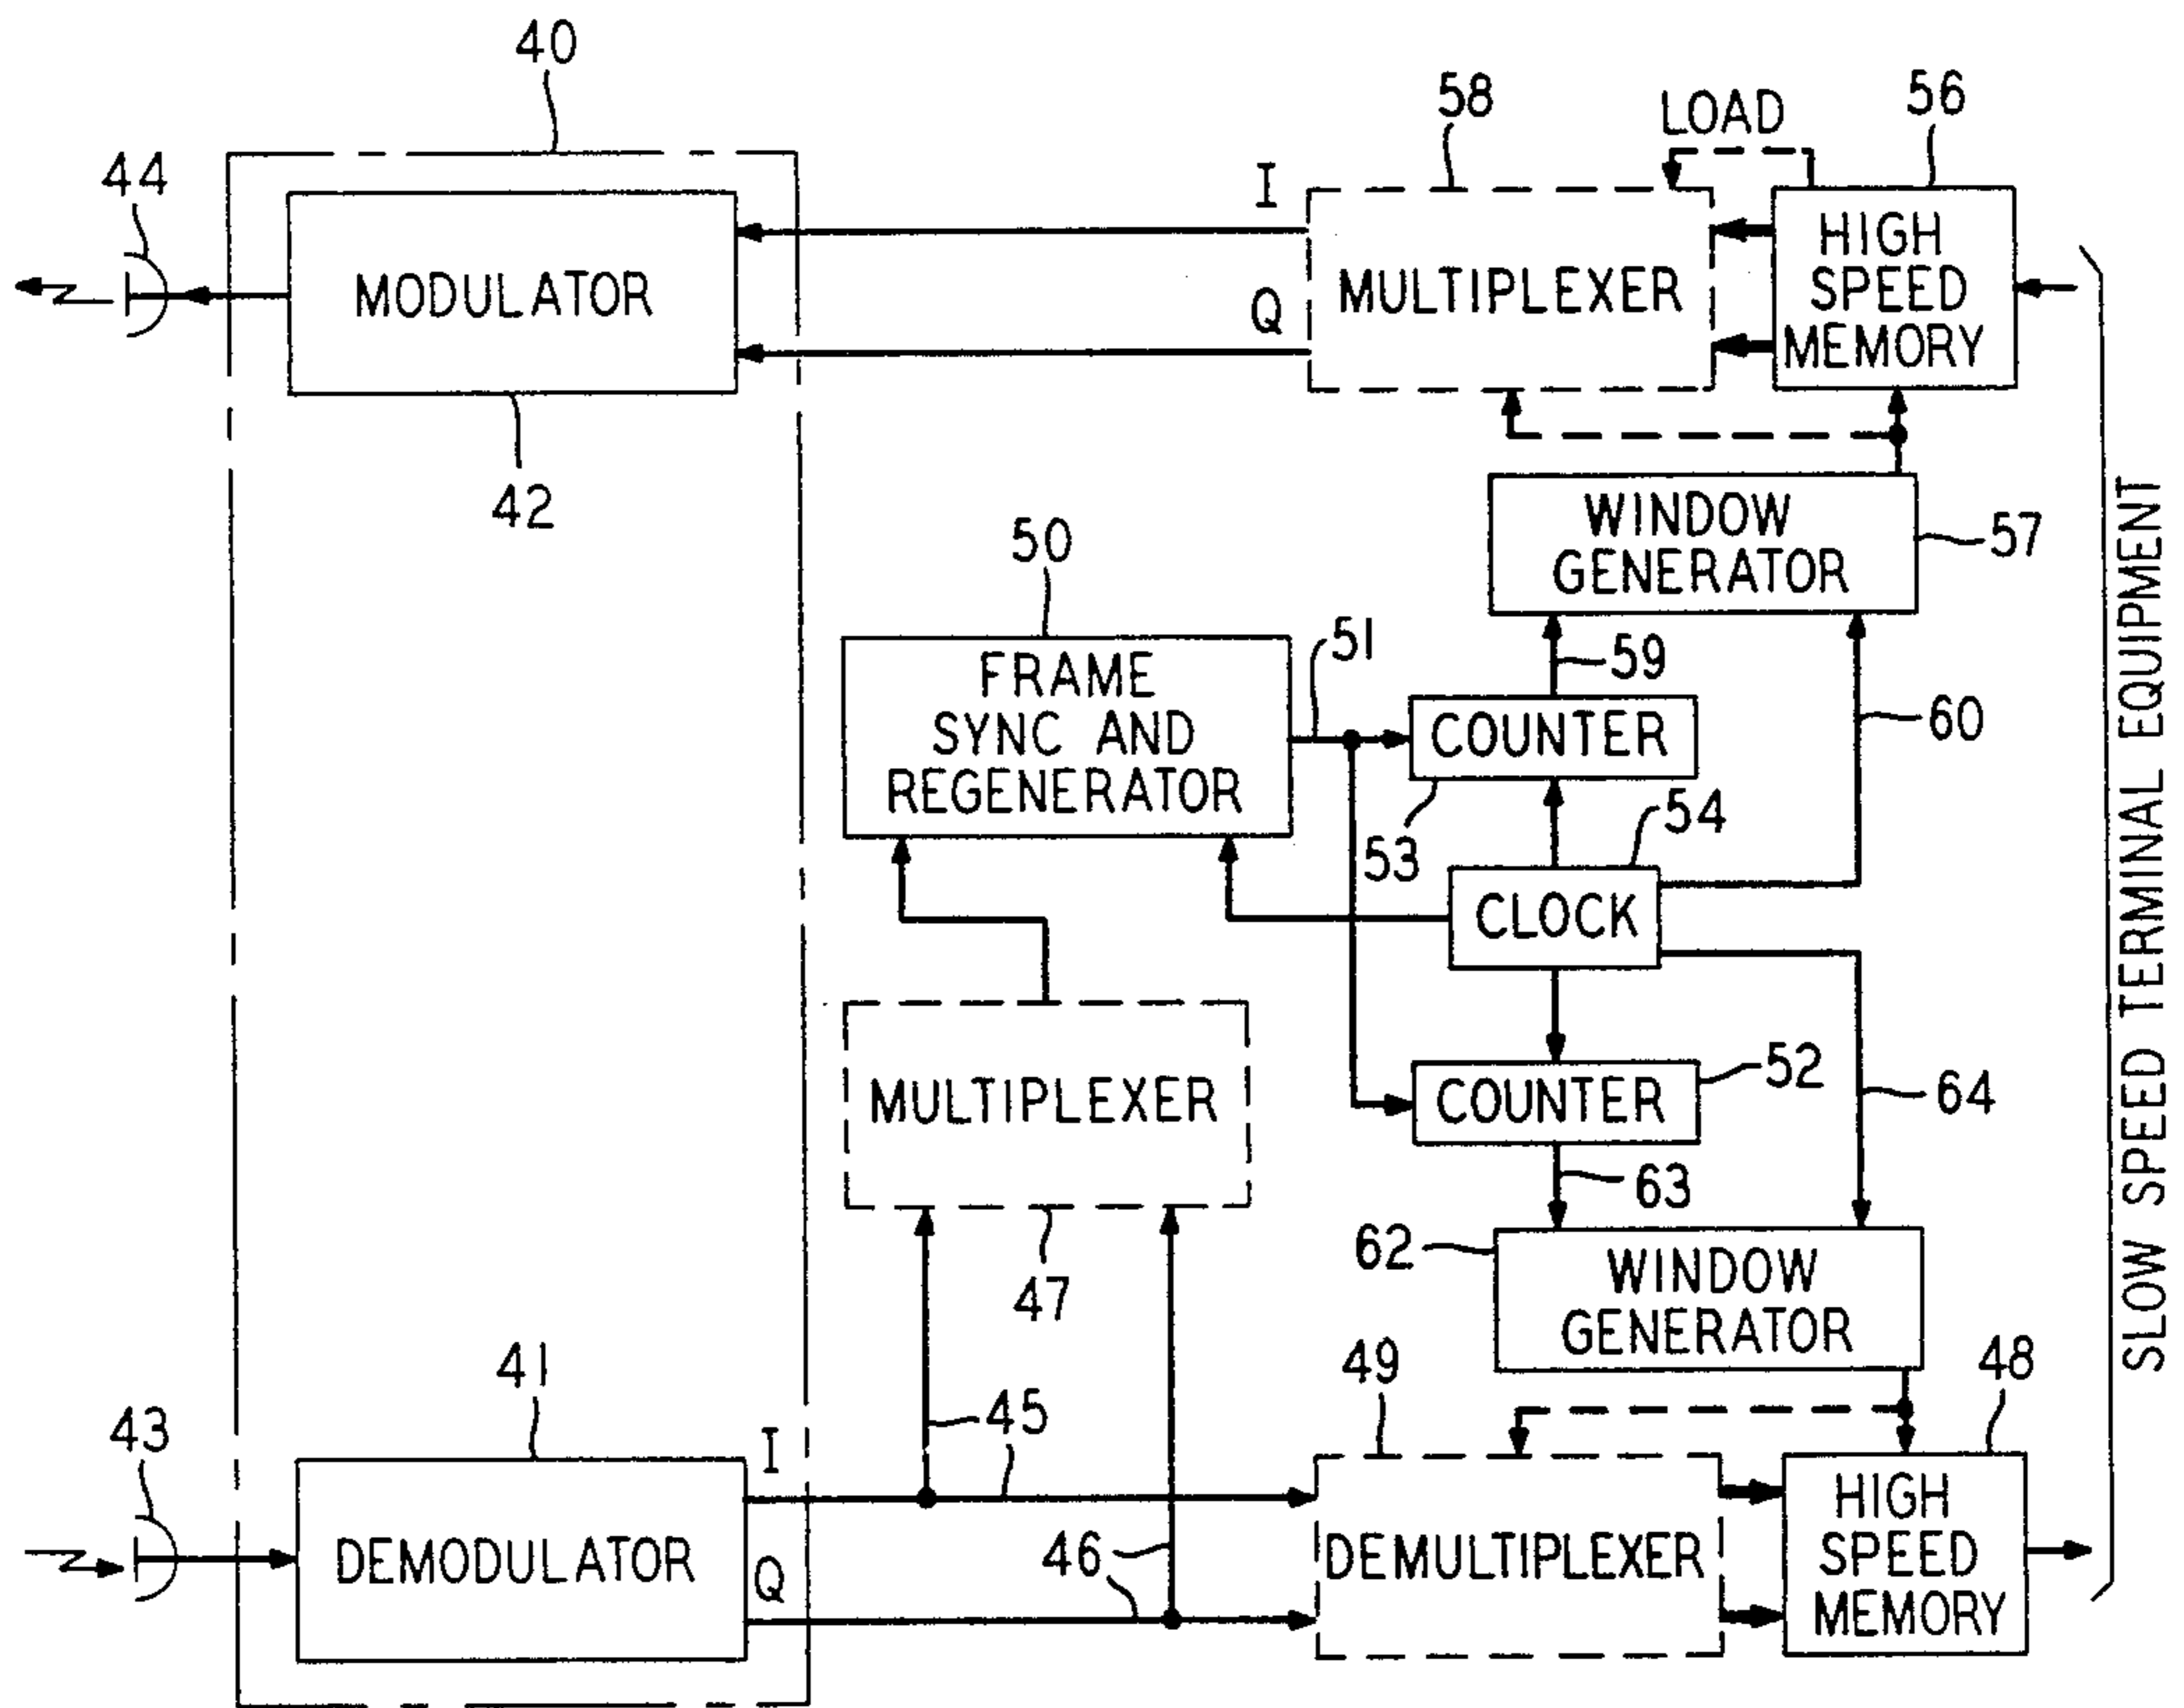 40
44
58
LOAD
56
I
MODULATOR
Q
MULTIPLEXER
HIGH
SPEED
MEMORY
42
50
WINDOW
GENERATOR
57
51
59
FRAME
SYNC AND
REGENERATOR
COUNTER
60
53
54
CLOCK
MULTIPLEXER
COUNTER
52
64
63
47
62
WINDOW
GENERATOR
41
49
48
43
I
45
DEMODULATOR
Q
46
DEMULTIPLEXER
HIGH
SPEED
MEMORY
SLOW SPEED TERMINAL EQUIPMENT